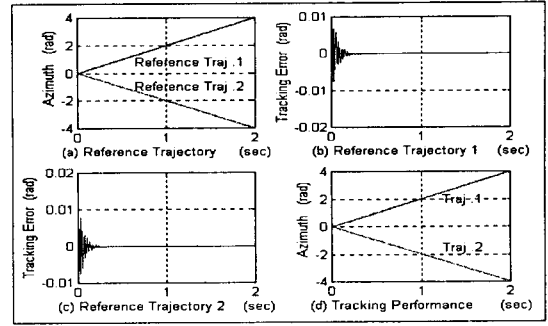 4
2
0
-2
-4
Azimuth (rad)
Reference Traj .1
Reference Traj .2
0 1 2
(a) Reference Trajectory (sec)
0.01
0
-0.01
-0.02
Tracking Error (rad)
0 1 2
(b) Reference Trajectory 1 (sec)
0.02
0.01
0
-0.01
Tracking Error (rad)
0 1 2
(c) Reference Trajectory 2 (sec)
4
2
0
-2
-4
Azimuth (rad)
Traj .1
Traj .2
0 1 2
(d) Tracking Performance (sec)